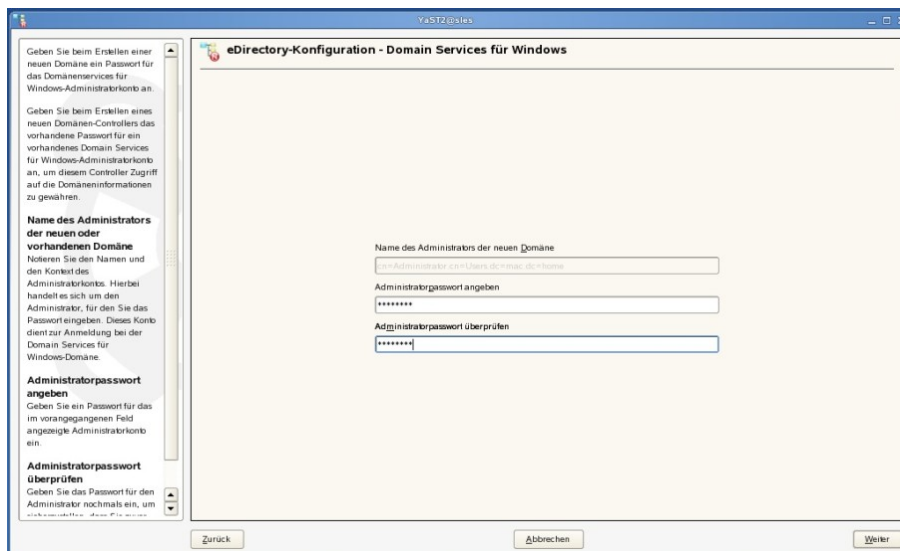 YaST2@sles
Geben Sie beim Erstellen einer
neuen Domäne ein Passwort für
das Domänenservices für
Windows-Administratorkonto an.
Geben Sie beim Erstellen eines
neuen Domänen-Controllers das
vorhandene Passwort für ein
vorhandenes Domain Services
für Windows-Administratorkonto
an, um diesem Controller Zugriff
auf die Domäneninformationen
zu gewähren.
Name des Administrators
der neuen oder
vorhandenen Domäne
Notieren Sie den Namen und
den Kontext des
Administratorkontos. Hierbei
handelt es sich um den
Administrator, für den Sie das
Passwort eingeben. Dieses Konto
dient zur Anmeldung bei der
Domain Services für
Windows-Domäne.
Administratorpasswort
angeben
Geben Sie ein Passwort für das
im vorangegangenen Feld
angezeigte Administratorkonto
ein.
Administratorpasswort
überprüfen
Geben Sie das Passwort für den
Administrator nochmals ein, um
eDirectory-Konfiguration - Domain Services für Windows
Name des Administrators der neuen Domäne
cn=Administrator.cn=Users.dc=mac.dc=home
Administratorpasswort angeben
********
Administratorpasswort überprüfen
********
Zurück
Abbrechen
Weiter